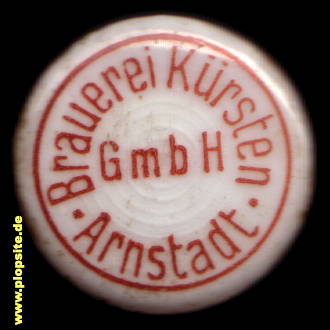 Brauerei Kürsten
GmbH
· Arnstadt ·
www.plopsite.de